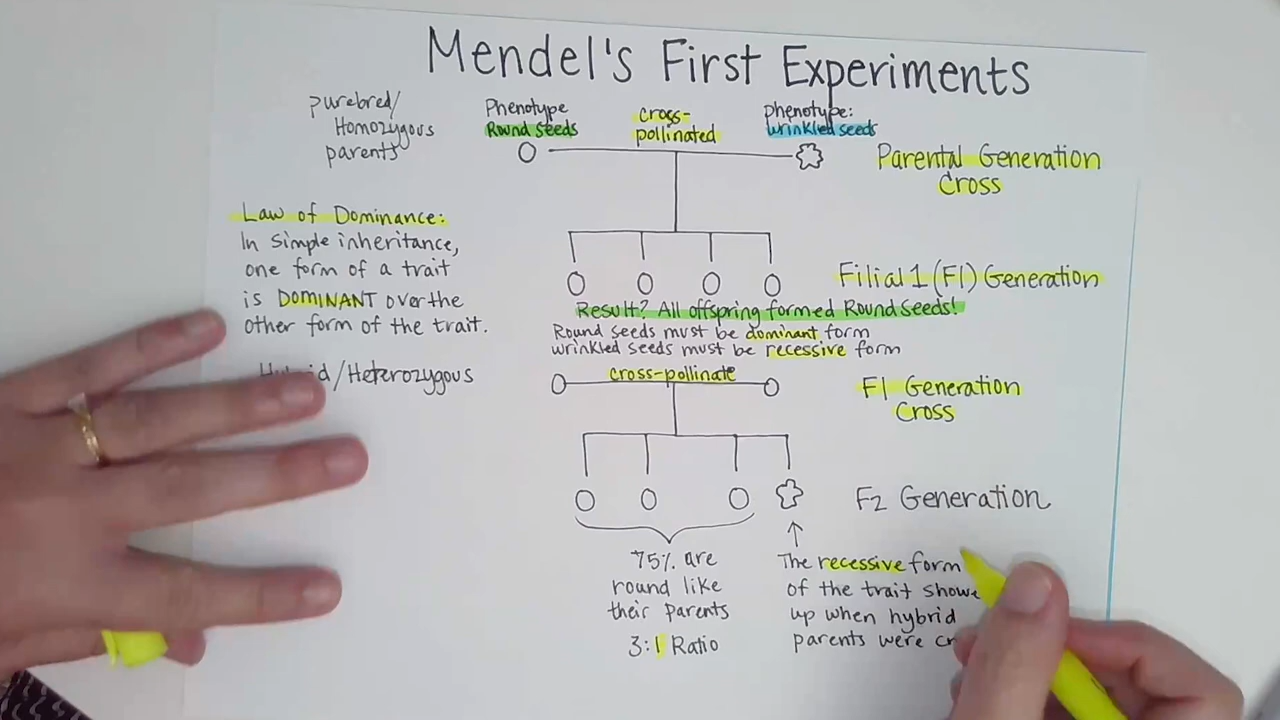 Mendel's First Experiments
purebred/
Homozygous
parents
Phenotype
Round Seeds
cross-
pollinated
phenotype:
wrinkled seeds
Parental Generation
Cross
Law of Dominance:
In simple inheritance,
one form of a trait
is DOMINANT over the
other form of the trait.
Filial 1 (F1) Generation
Result? All offspring formed Round Seeds!
Round Seeds must be dominant form
wrinkled seeds must be recessive form
/Heterozygous
cross-pollinate
F1 Generation
Cross
F2 Generation
75% are
round like
their parents
3:1 Ratio
The recessive form
of the trait showe
up when hybrid
parents were